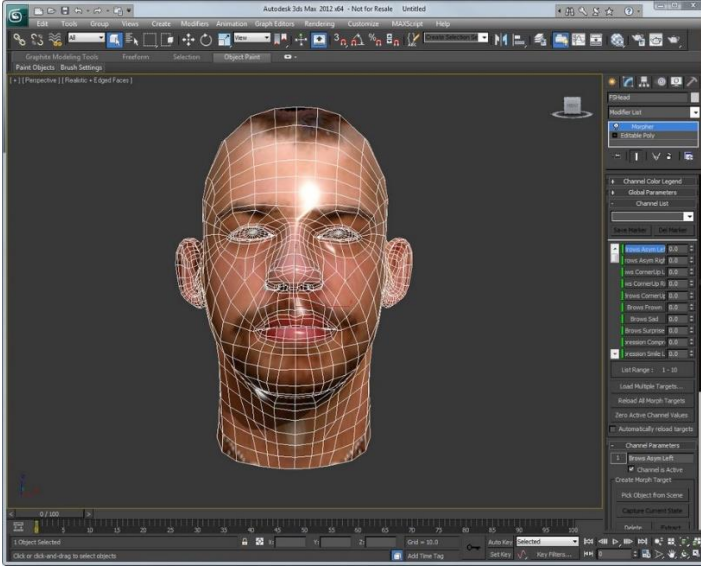 Autodesk 3ds Max 2012 x64 - Not for Resale Untitled
Edit Tools Group Views Create Modifiers Animation Graph Editors Rendering Customize MAXScript Help
All View Create Selection Se
Graphite Modeling Tools Freeform Selection Object Paint
Paint Objects Brush Settings
[ + ] [ Perspective ] [ Realistic + Edged Faces ]
Modifier List
Morpher
Editable Poly
+ Channel Color Legend
+ Global Parameters
- Channel List
Save Marker Del Marker
Brows Asym Left 0.0
rows Asym Righ 0.0
ws CornerUp L 0.0
ws CornerUp R 0.0
Brows CornerUp 0.0
Brows Frown 0.0
Brows Sad 0.0
Brows Surprise 0.0
pression Compr 0.0
pression Smile L 0.0
List Range : 1 - 10
Load Multiple Targets...
Reload All Morph Targets
Zero Active Channel Values
Automatically reload targets
- Channel Parameters
1 Brows Asym Left
Channel is Active
Create Morph Target
Pick Object from Scene
Capture Current State
Delete Extract
< 0 / 100 >
0 5 10 15 20 25 30 35 40 45 50 55 60 65 70 75 80 85 90 95 100
1 Object Selected X: Y: Z: Grid = 10.0 Auto Key Selected
Click or click-and-drag to select objects Add Time Tag Set Key Key Filters... 0